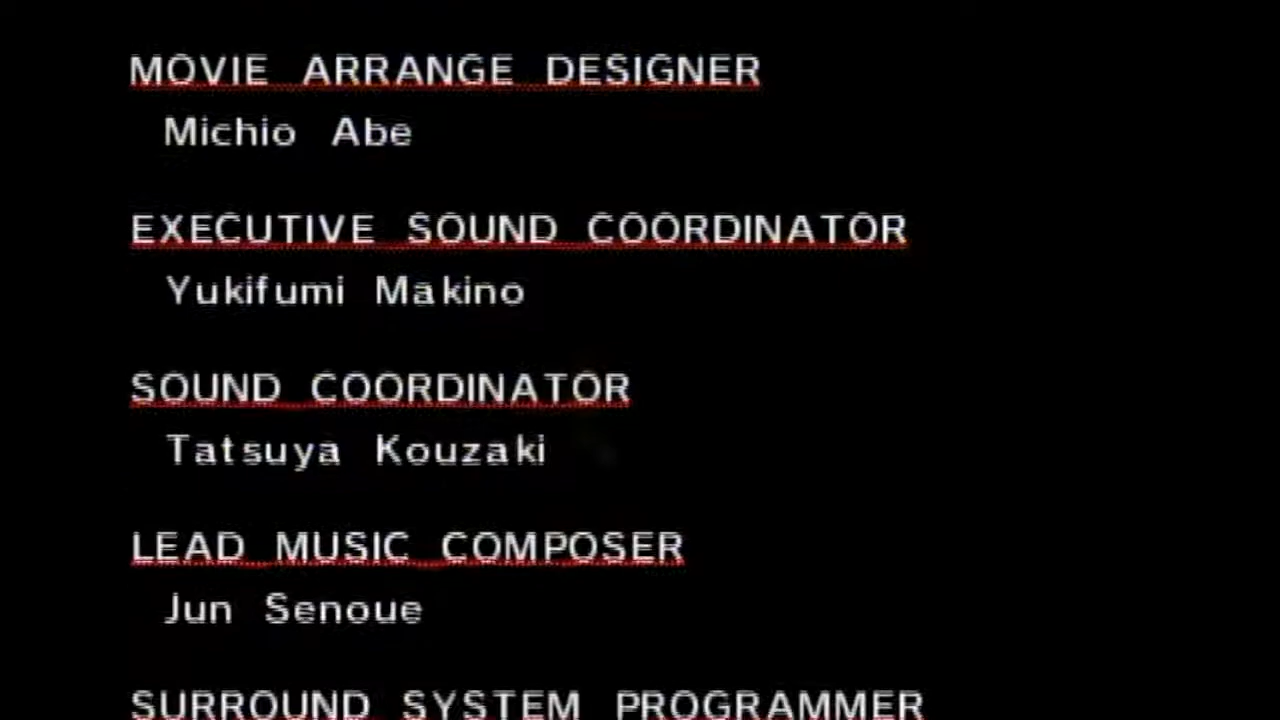 MOVIE ARRANGE DESIGNER
Michio Abe
EXECUTIVE SOUND COORDINATOR
Yukifumi Makino
SOUND COORDINATOR
Tatsuya Kouzaki
LEAD MUSIC COMPOSER
Jun Senoue
SURROUND SYSTEM PROGRAMMER